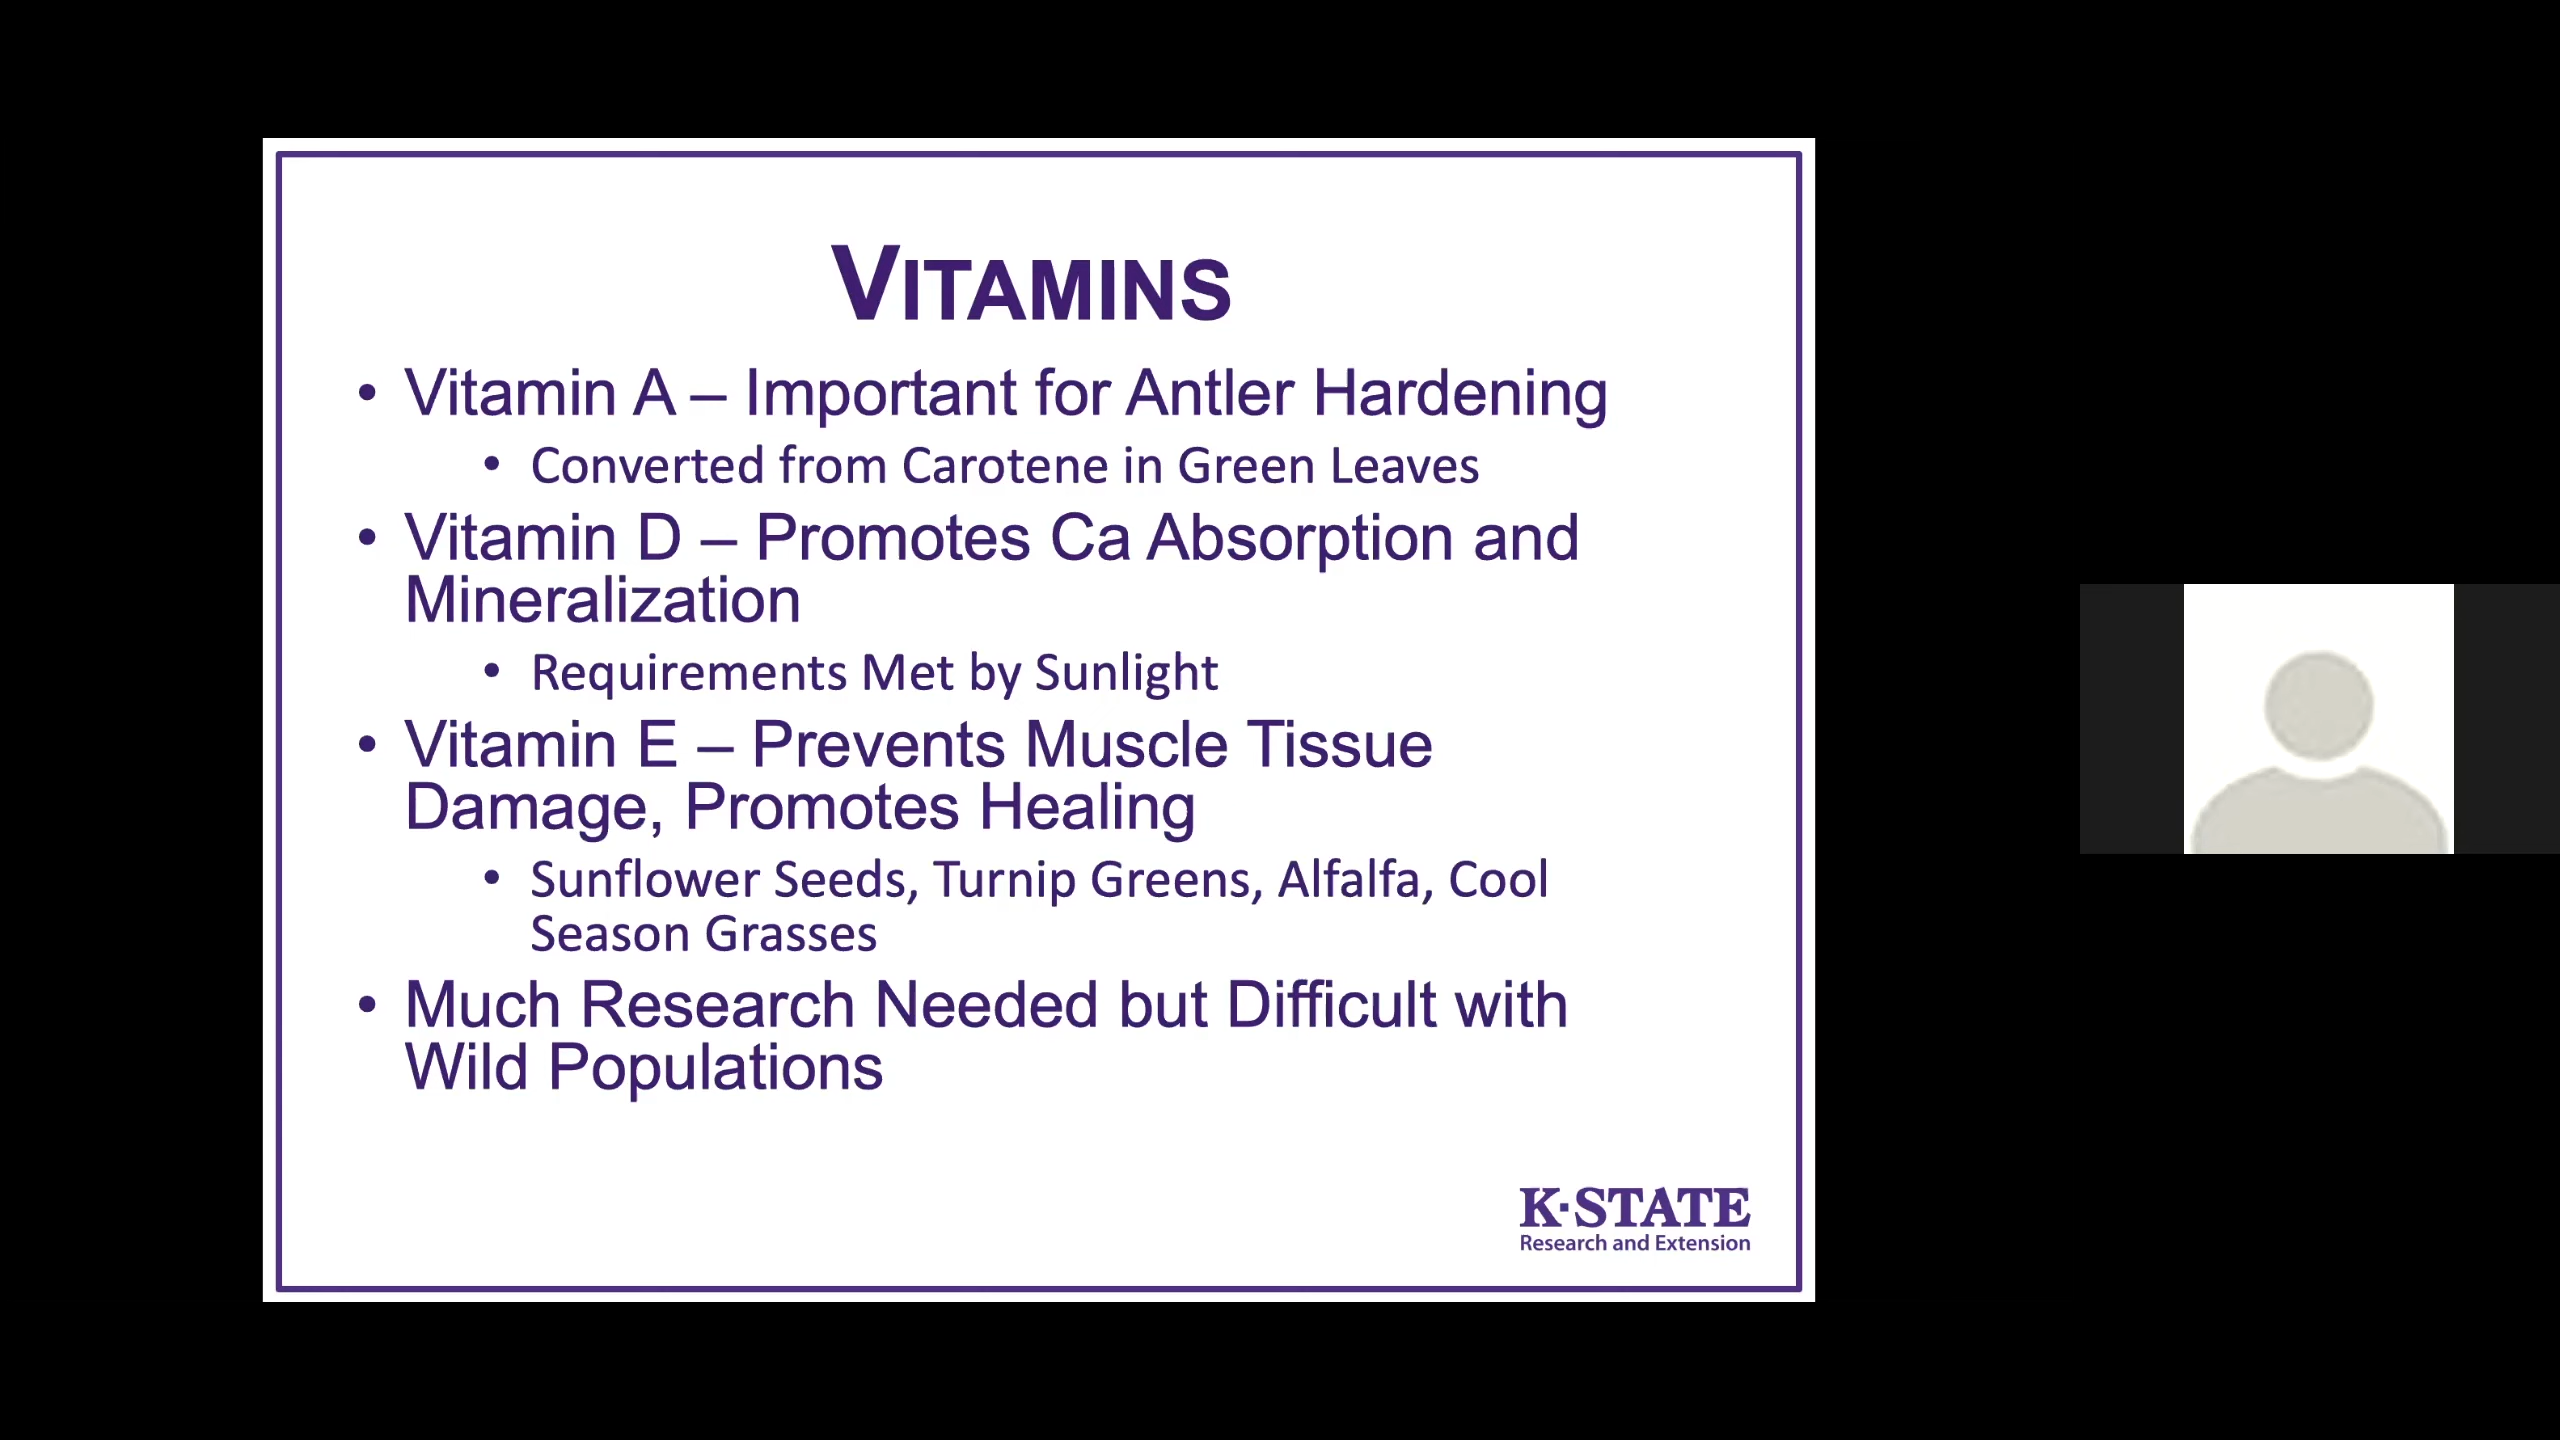 VITAMINS
• Vitamin A – Important for Antler Hardening
• Converted from Carotene in Green Leaves
• Vitamin D – Promotes Ca Absorption and
Mineralization
• Requirements Met by Sunlight
• Vitamin E – Prevents Muscle Tissue
Damage, Promotes Healing
• Sunflower Seeds, Turnip Greens, Alfalfa, Cool
Season Grasses
• Much Research Needed but Difficult with
Wild Populations
K·STATE
Research and Extension